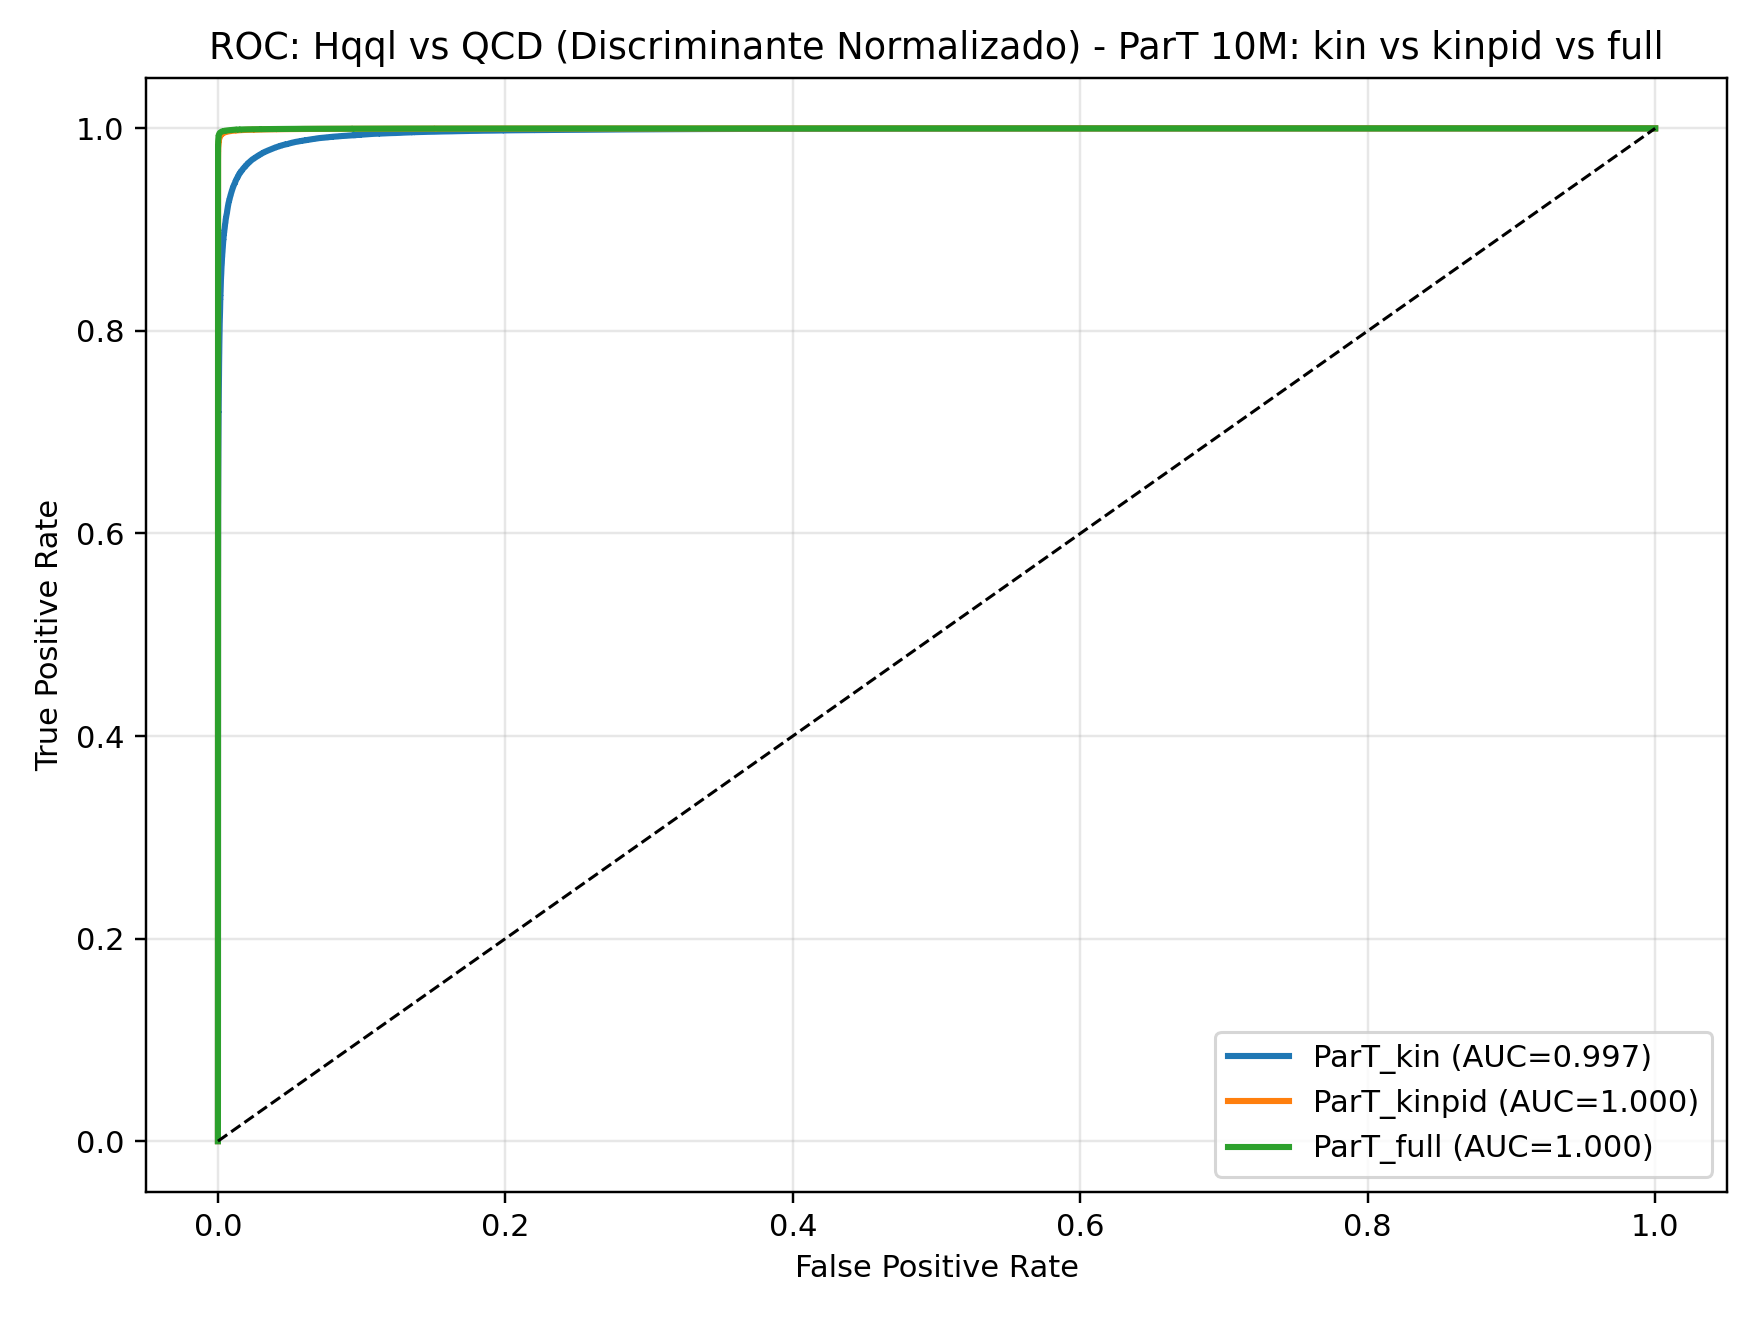 ROC: Hqql vs QCD (Discriminante Normalizado) - ParT 10M: kin vs kinpid vs full
True Positive Rate
1.0
0.8
0.6
0.4
0.2
0.0
ParT_kin (AUC=0.997)
ParT_kinpid (AUC=1.000)
ParT_full (AUC=1.000)
0.0 0.2 0.4 0.6 0.8 1.0
False Positive Rate